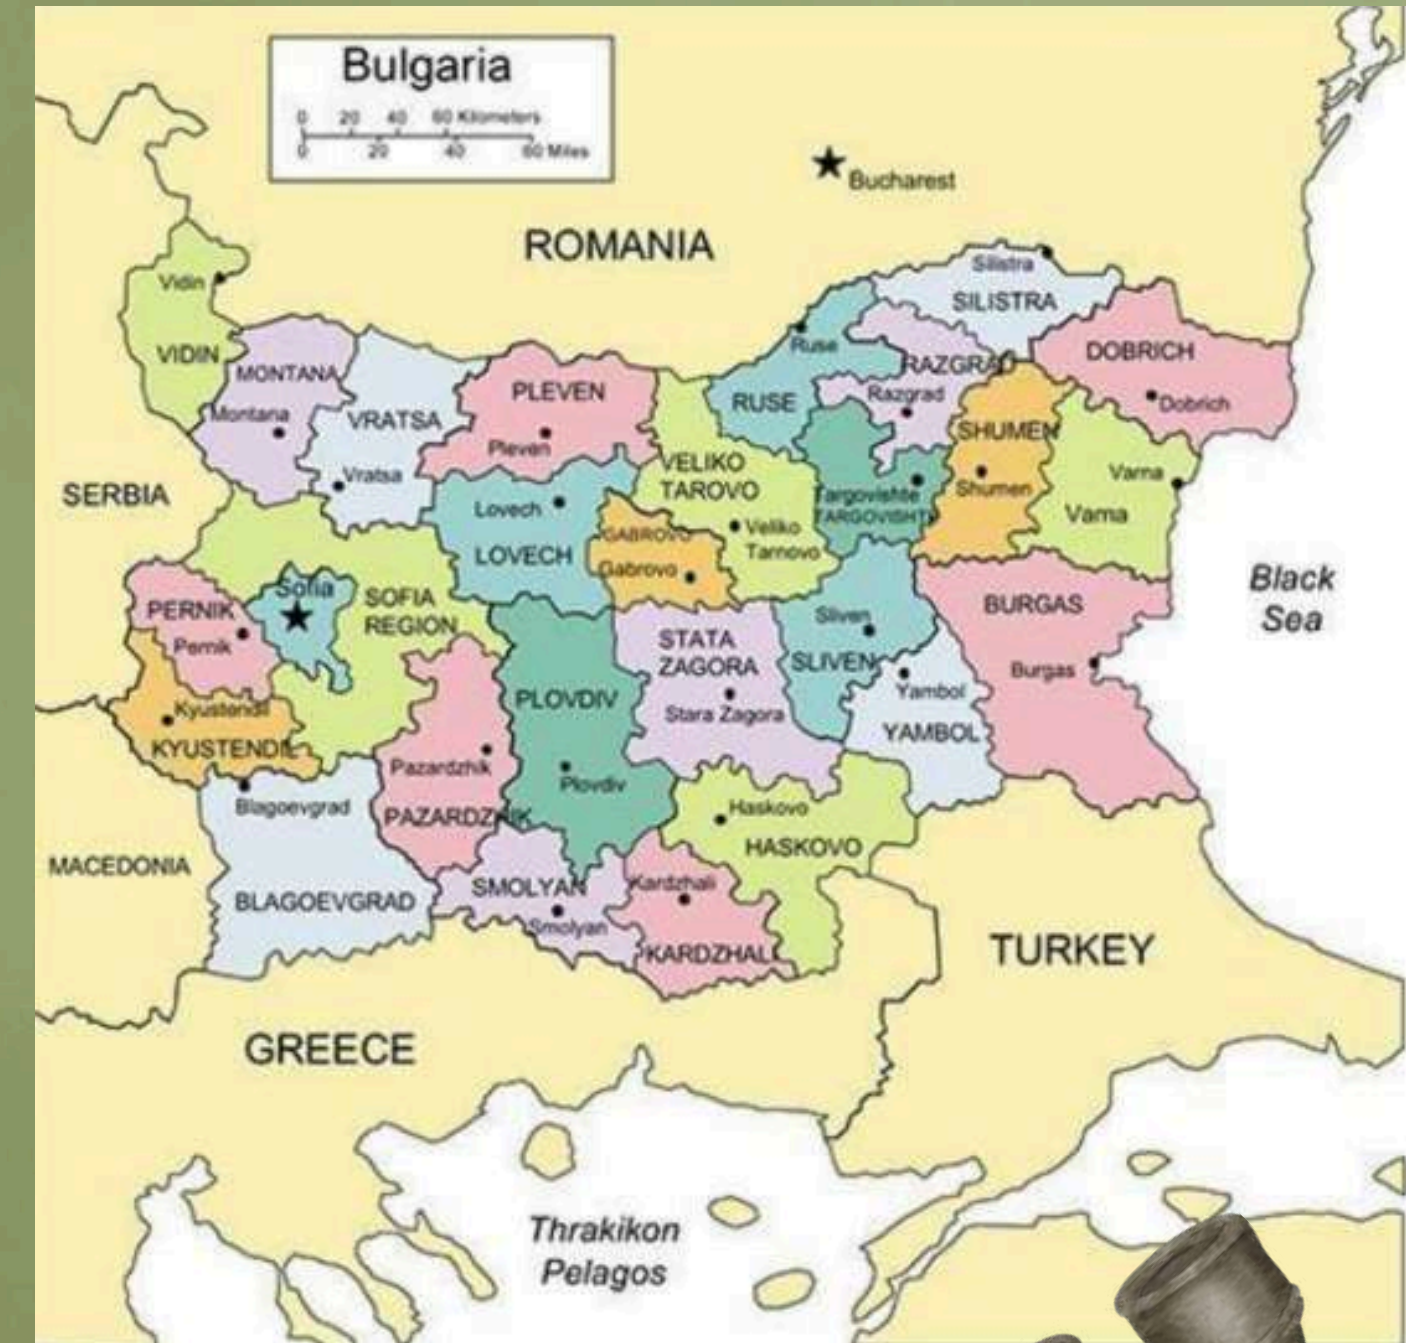 Bulgaria
0 20 40 60 Kilometers
0 20 40 60 Miles
Bucharest
ROMANIA
Silistra
SILISTRA
Vidin
VIDIN
Ruse
RUSE
RAZGRAD
Razgrad
DOBRICH
Dobrich
MONTANA
Montana
VRATSA
Vratsa
PLEVEN
Pleven
VELIKO
TAROVO
Veliko
Tarnovo
Targovishte
TARGOVISHTE
SHUMEN
Shumen
Varna
Varna
SERBIA
Lovech
LOVECH
GABROVO
Gabrovo
Black
Sea
Sofia
SOFIA
REGION
PERNIK
Pernik
STATA
ZAGORA
Stara Zagora
Sliven
SLIVEN
BURGAS
Burgas
Yambol
YAMBOL
Kyustendil
KYUSTENDIL
PLOVDIV
Plovdiv
Pazardzhik
PAZARDZHIK
Blagoevgrad
BLAGOEVGRAD
Haskovo
HASKOVO
MACEDONIA
SMOLYAN
Smolyan
Kardzhali
KARDZHALI
TURKEY
GREECE
Thrakikon
Pelagos